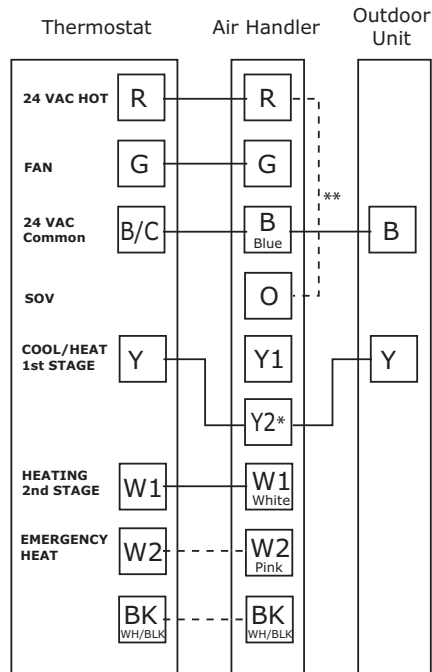 Thermostat
Air Handler
Outdoor
Unit
24 VAC HOT
R
R
FAN
G
G
**
24 VAC
Common
B/C
B
Blue
B
SOV
O
COOL/HEAT
1st STAGE
Y
Y1
Y
Y2*
HEATING
2nd STAGE
W1
W1
White
EMERGENCY
HEAT
W2
W2
Pink
BK
WH/BLK
BK
WH/BLK